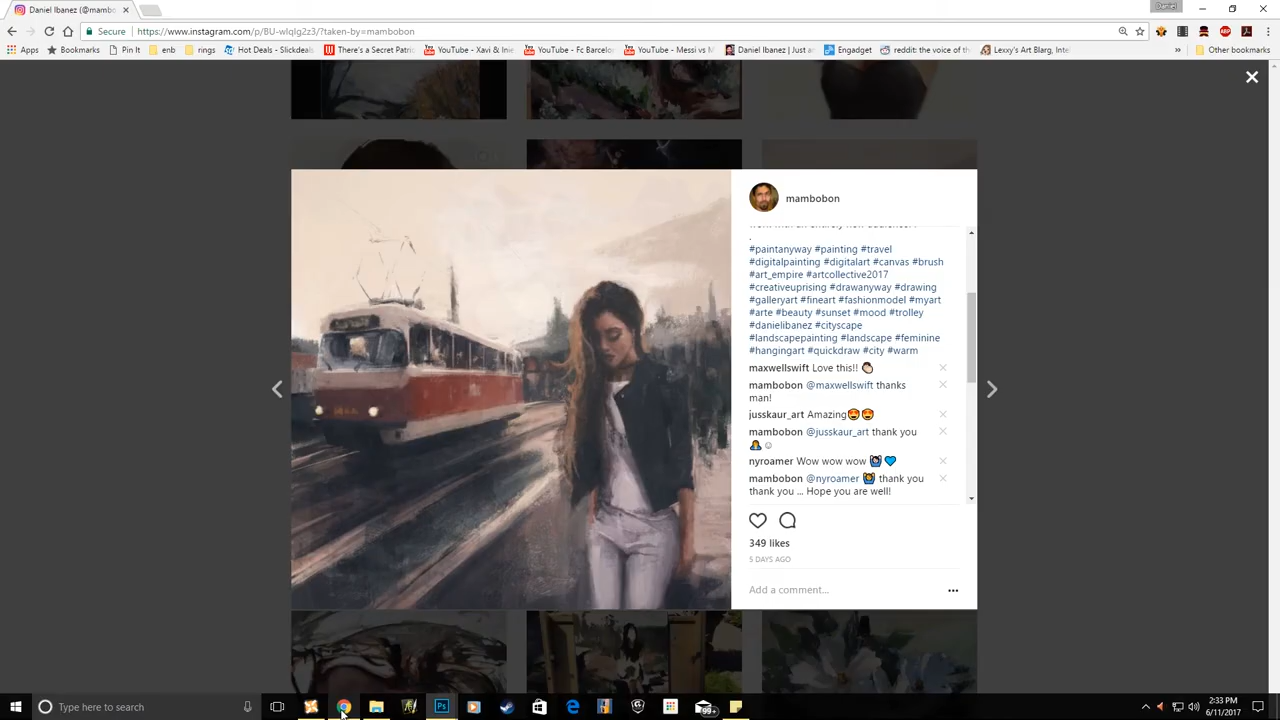 Daniel Ibanez (@mambo
Daniel
Secure
https://www.instagram.com/p/BU-wlqlg2z3/?taken-by=mambobon
Apps Bookmarks Pin It enb rings Hot Deals - Slickdeals There's a Secret Patri YouTube - Xavi & Inie YouTube - Fc Barcelo YouTube - Messi vs M Daniel Ibanez | Just a Engadget reddit: the voice of th Lexxy's Art Blarg, Inte » Other bookmarks
mambobon
.
#paintanyway #painting #travel
#digitalpainting #digitalart #canvas #brush
#art_empire #artcollective2017
#creativeuprising #drawanyway #drawing
#galleryart #fineart #fashionmodel #myart
#arte #beauty #sunset #mood #trolley
#danielibanez #cityscape
#landscapepainting #landscape #feminine
#hangingart #quickdraw #city #warm
maxwellswift Love this!!
mambobon @maxwellswift thanks
man!
jusskaur_art Amazing😍😍
mambobon @jusskaur_art thank you
nyroamer Wow wow wow 💙
mambobon @nyroamer thank you
thank you ... Hope you are well!
349 likes
5 DAYS AGO
Add a comment...
Type here to search
Ps
99+
2:33 PM
6/11/2017